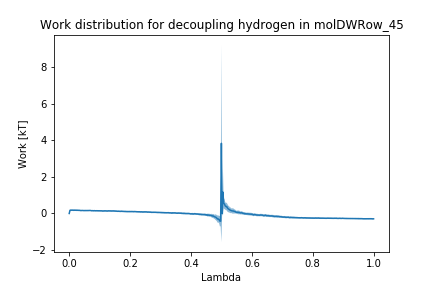 Work distribution for decoupling hydrogen in molDWRow_45
8
6
4
2
0
−2
Work [kT]
0.0 0.2 0.4 0.6 0.8 1.0
Lambda